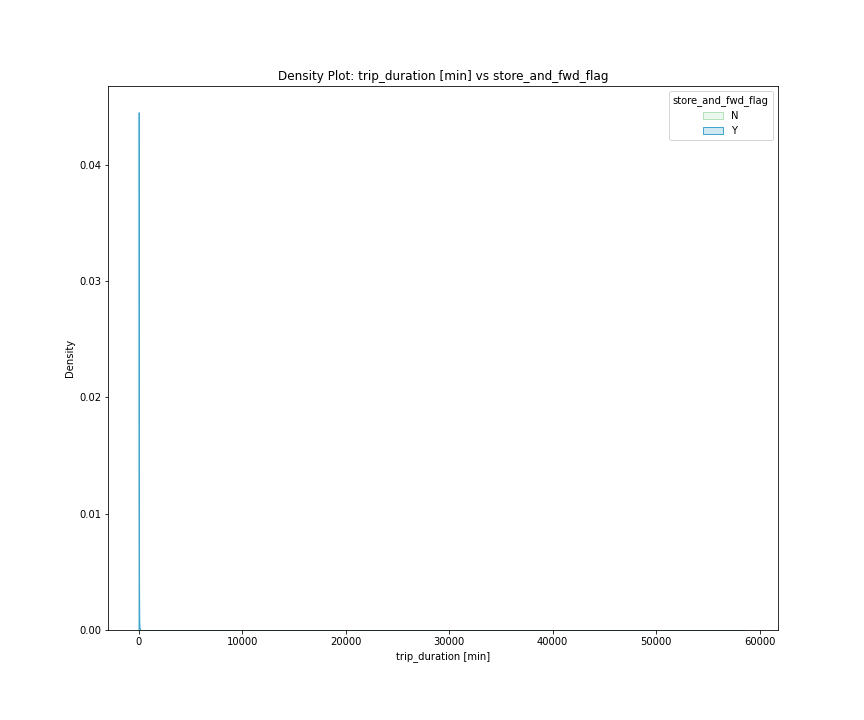 Density Plot: trip_duration [min] vs store_and_fwd_flag
store_and_fwd_flag
N
Y
0.04
0.03
0.02
0.01
0.00
Density
0 10000 20000 30000 40000 50000 60000
trip_duration [min]